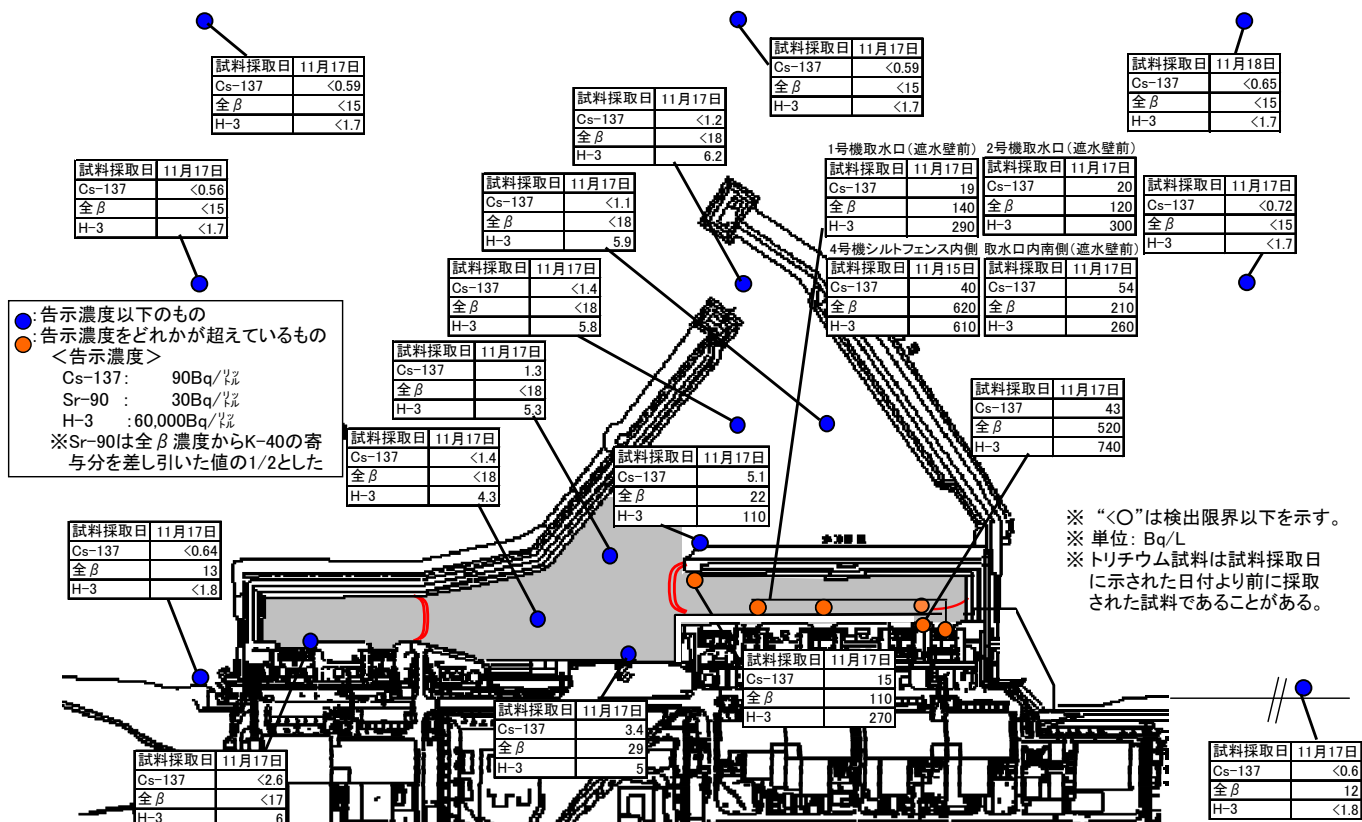 試料採取日 11月17日
Cs-137 <0.59
全β <15
H-3 <1.7
試料採取日 11月17日
Cs-137 <0.59
全β <15
H-3 <1.7
試料採取日 11月18日
Cs-137 <0.65
全β <15
H-3 <1.7
試料採取日 11月17日
Cs-137 <1.2
全β <18
H-3 6.2
試料採取日 11月17日
Cs-137 <0.56
全β <15
H-3 <1.7
試料採取日 11月17日
Cs-137 <1.1
全β <18
H-3 5.9
1号機取水口(遮水壁前)
試料採取日 11月17日
Cs-137 19
全β 140
H-3 290
2号機取水口(遮水壁前)
試料採取日 11月17日
Cs-137 20
全β 120
H-3 300
試料採取日 11月17日
Cs-137 <0.72
全β <15
H-3 <1.7
4号機シルトフェンス内側
試料採取日 11月15日
Cs-137 40
全β 620
H-3 610
取水口内南側(遮水壁前)
試料採取日 11月17日
Cs-137 54
全β 210
H-3 260
試料採取日 11月17日
Cs-137 <1.4
全β <18
H-3 5.8
:告示濃度以下のもの
:告示濃度をどれかが超えているもの
<告示濃度>
Cs-137: 90Bq/㍑
Sr-90 : 30Bq/㍑
H-3 :60,000Bq/㍑
※Sr-90は全β濃度からK-40の寄
与分を差し引いた値の1/2とした
試料採取日 11月17日
Cs-137 1.3
全β <18
H-3 5.3
試料採取日 11月17日
Cs-137 43
全β 520
H-3 740
試料採取日 11月17日
Cs-137 <1.4
全β <18
H-3 4.3
試料採取日 11月17日
Cs-137 5.1
全β 22
H-3 110
※ “<○”は検出限界以下を示す。
※ 単位: Bq/L
※ トリチウム試料は試料採取日
に示された日付より前に採取
された試料であることがある。
試料採取日 11月17日
Cs-137 <0.64
全β 13
H-3 <1.8
試料採取日 11月17日
Cs-137 15
全β 110
H-3 270
試料採取日 11月17日
Cs-137 3.4
全β 29
H-3 5
試料採取日 11月17日
Cs-137 <2.6
全β <17
H-3 6
試料採取日 11月17日
Cs-137 <0.6
全β 12
H-3 <1.8